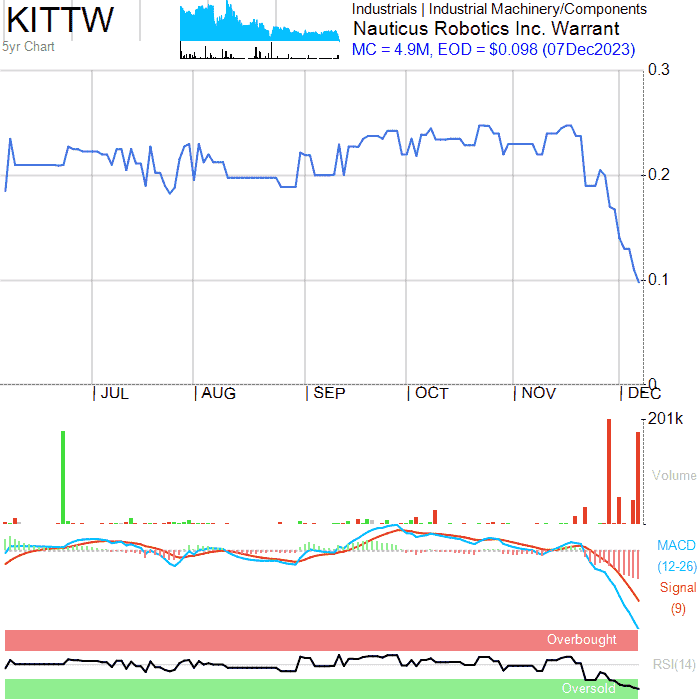 KITTW
5yr Chart
Industrials | Industrial Machinery/Components
Nauticus Robotics Inc. Warrant
MC = 4.9M, EOD = $0.098 (07Dec2023)
0.3
0.2
0.1
0
JUL AUG SEP OCT NOV DEC
201k
Volume
MACD
(12-26)
Signal
(9)
Overbought
RSI(14)
Oversold